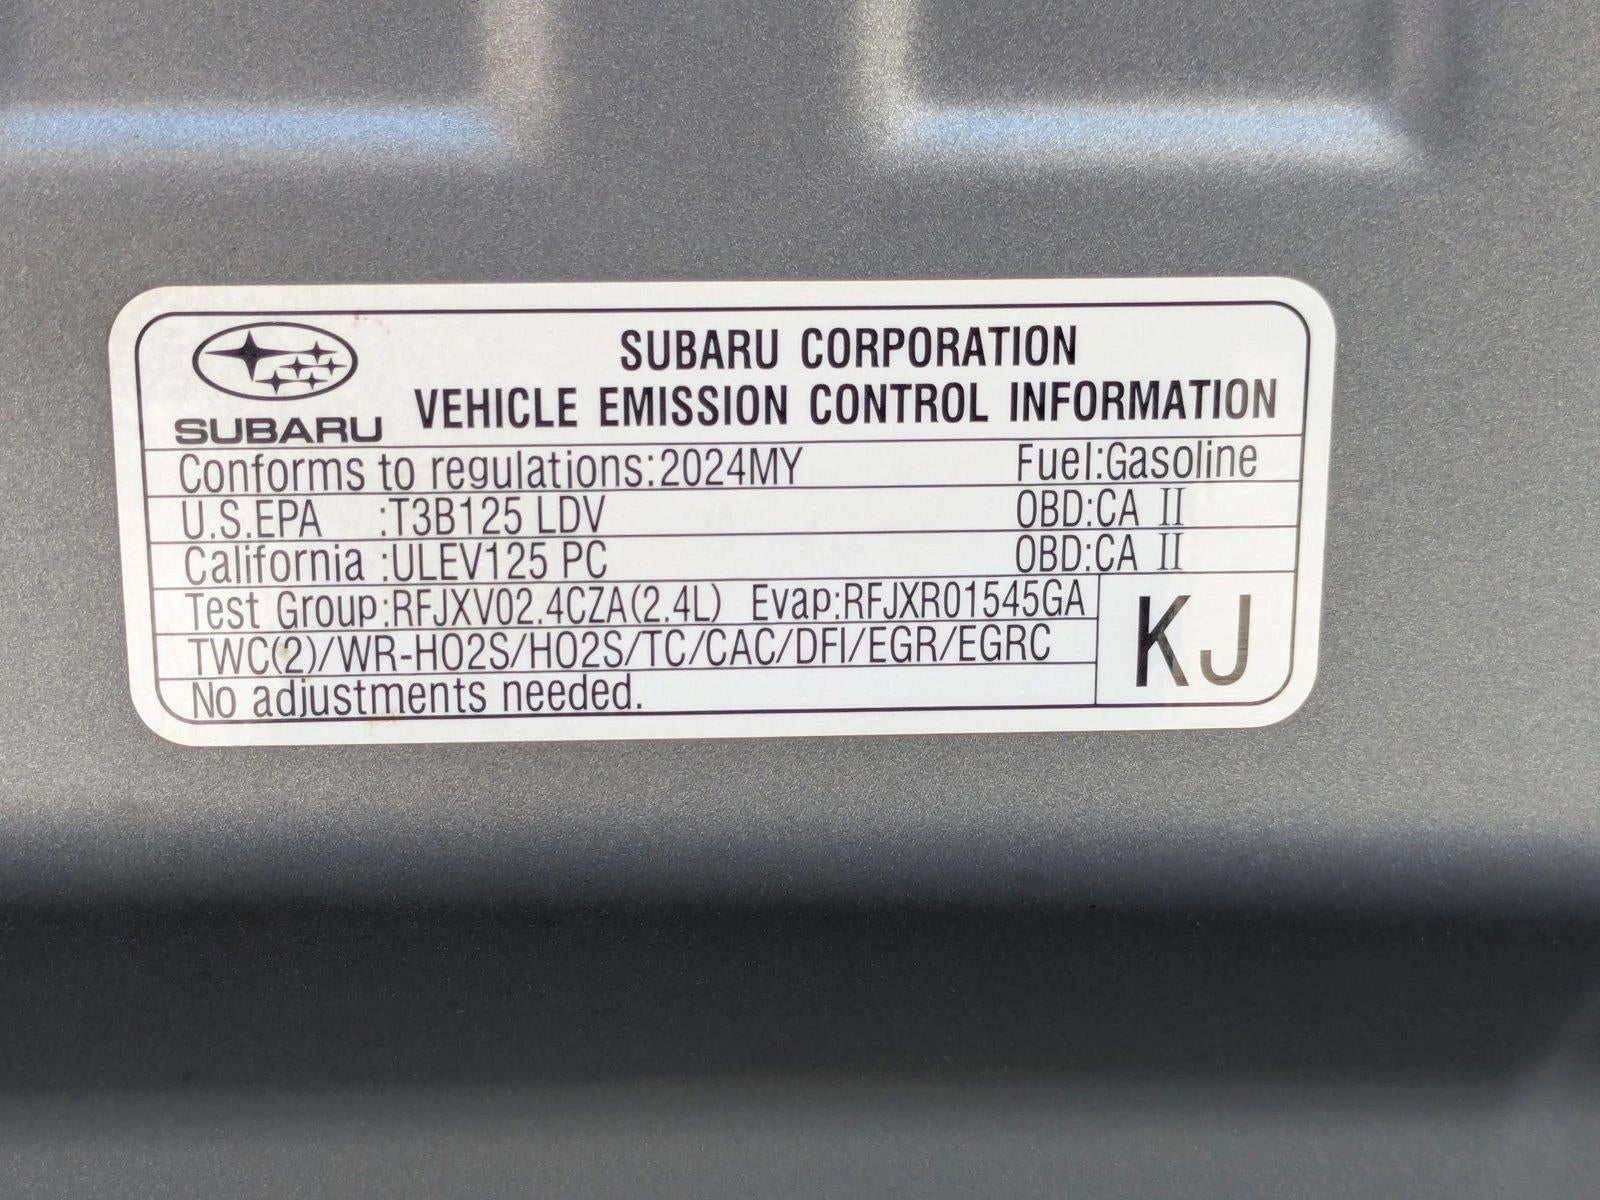 SUBARU CORPORATION
VEHICLE EMISSION CONTROL INFORMATION
SUBARU
Conforms to regulations:2024MY Fuel:Gasoline
U.S.EPA :T3B125 LDV OBD:CA II
California :ULEV125 PC OBD:CA II
Test Group:RFJXV02.4CZA(2.4L) Evap:RFJXR01545GA
TWC(2)/WR-HO2S/HO2S/TC/CAC/DFI/EGR/EGRC
No adjustments needed.
KJ